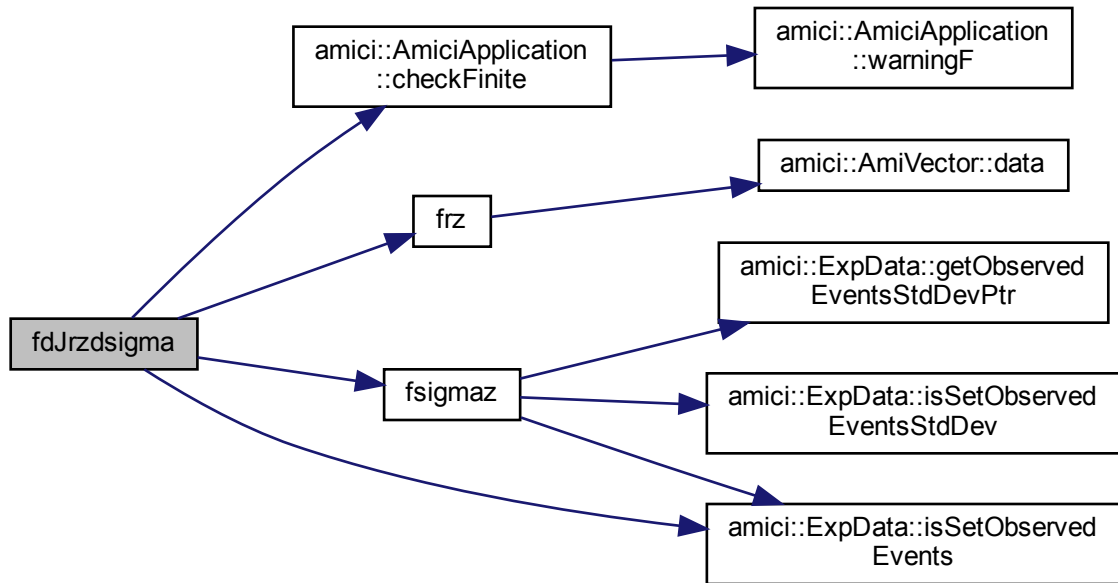 fdJrzdsigma
amici::AmiciApplication
::checkFinite
amici::AmiciApplication
::warningF
frz
amici::AmiVector::data
fsigmaz
amici::ExpData::getObserved
EventsStdDevPtr
amici::ExpData::isSetObserved
EventsStdDev
amici::ExpData::isSetObserved
Events